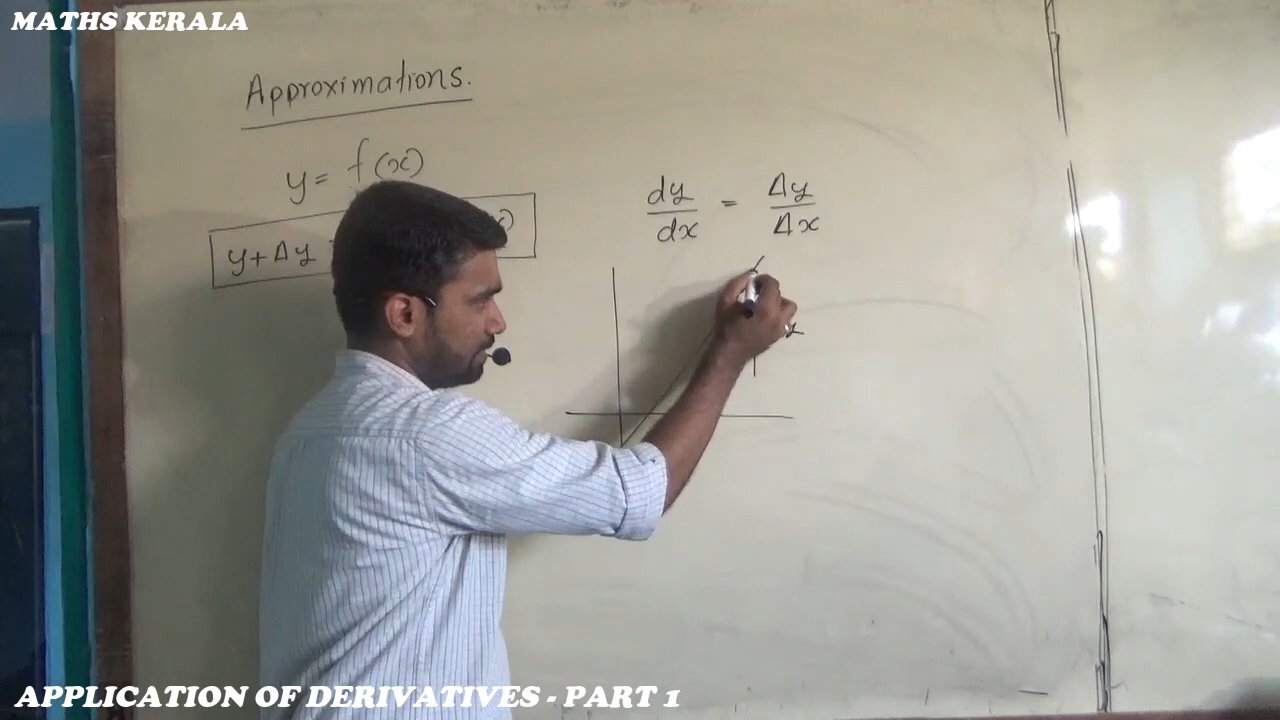 MATHS KERALA
Approximations.
y = f(x)
y + Δy
dy/dx = Δy/Δx
APPLICATION OF DERIVATIVES - PART 1